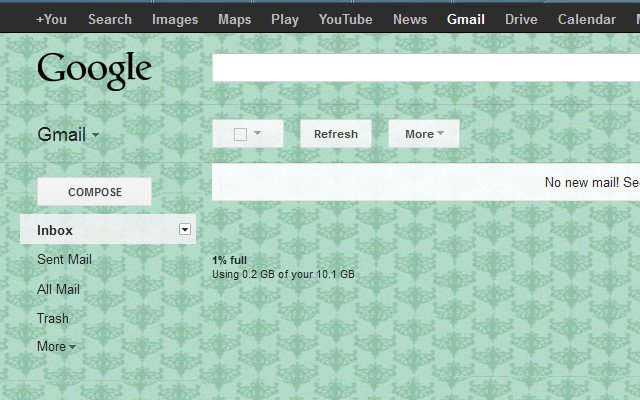 +You Search Images Maps Play YouTube News Gmail Drive Calendar
Google
Gmail
Refresh More
COMPOSE
No new mail! Se
Inbox
Sent Mail
1% full
Using 0.2 GB of your 10.1 GB
All Mail
Trash
More